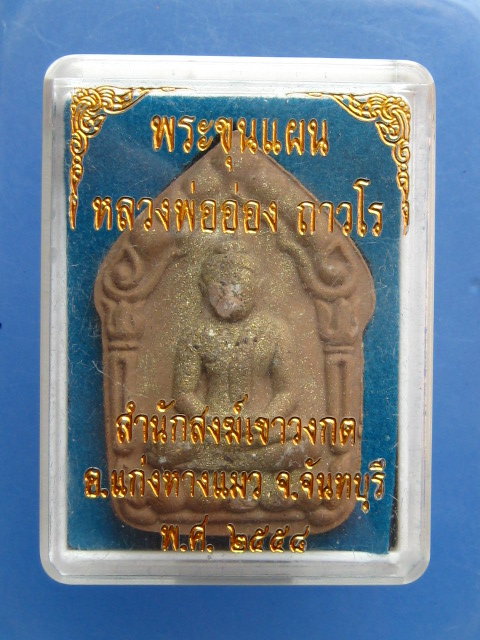 พระขุนแผน
หลวงพ่ออ่อง ถาวโร
สำนักสงฆ์เขาวงกต
อ.แก่งหางแมว จ.จันทบุรี
พ.ศ. ๒๕๕๔